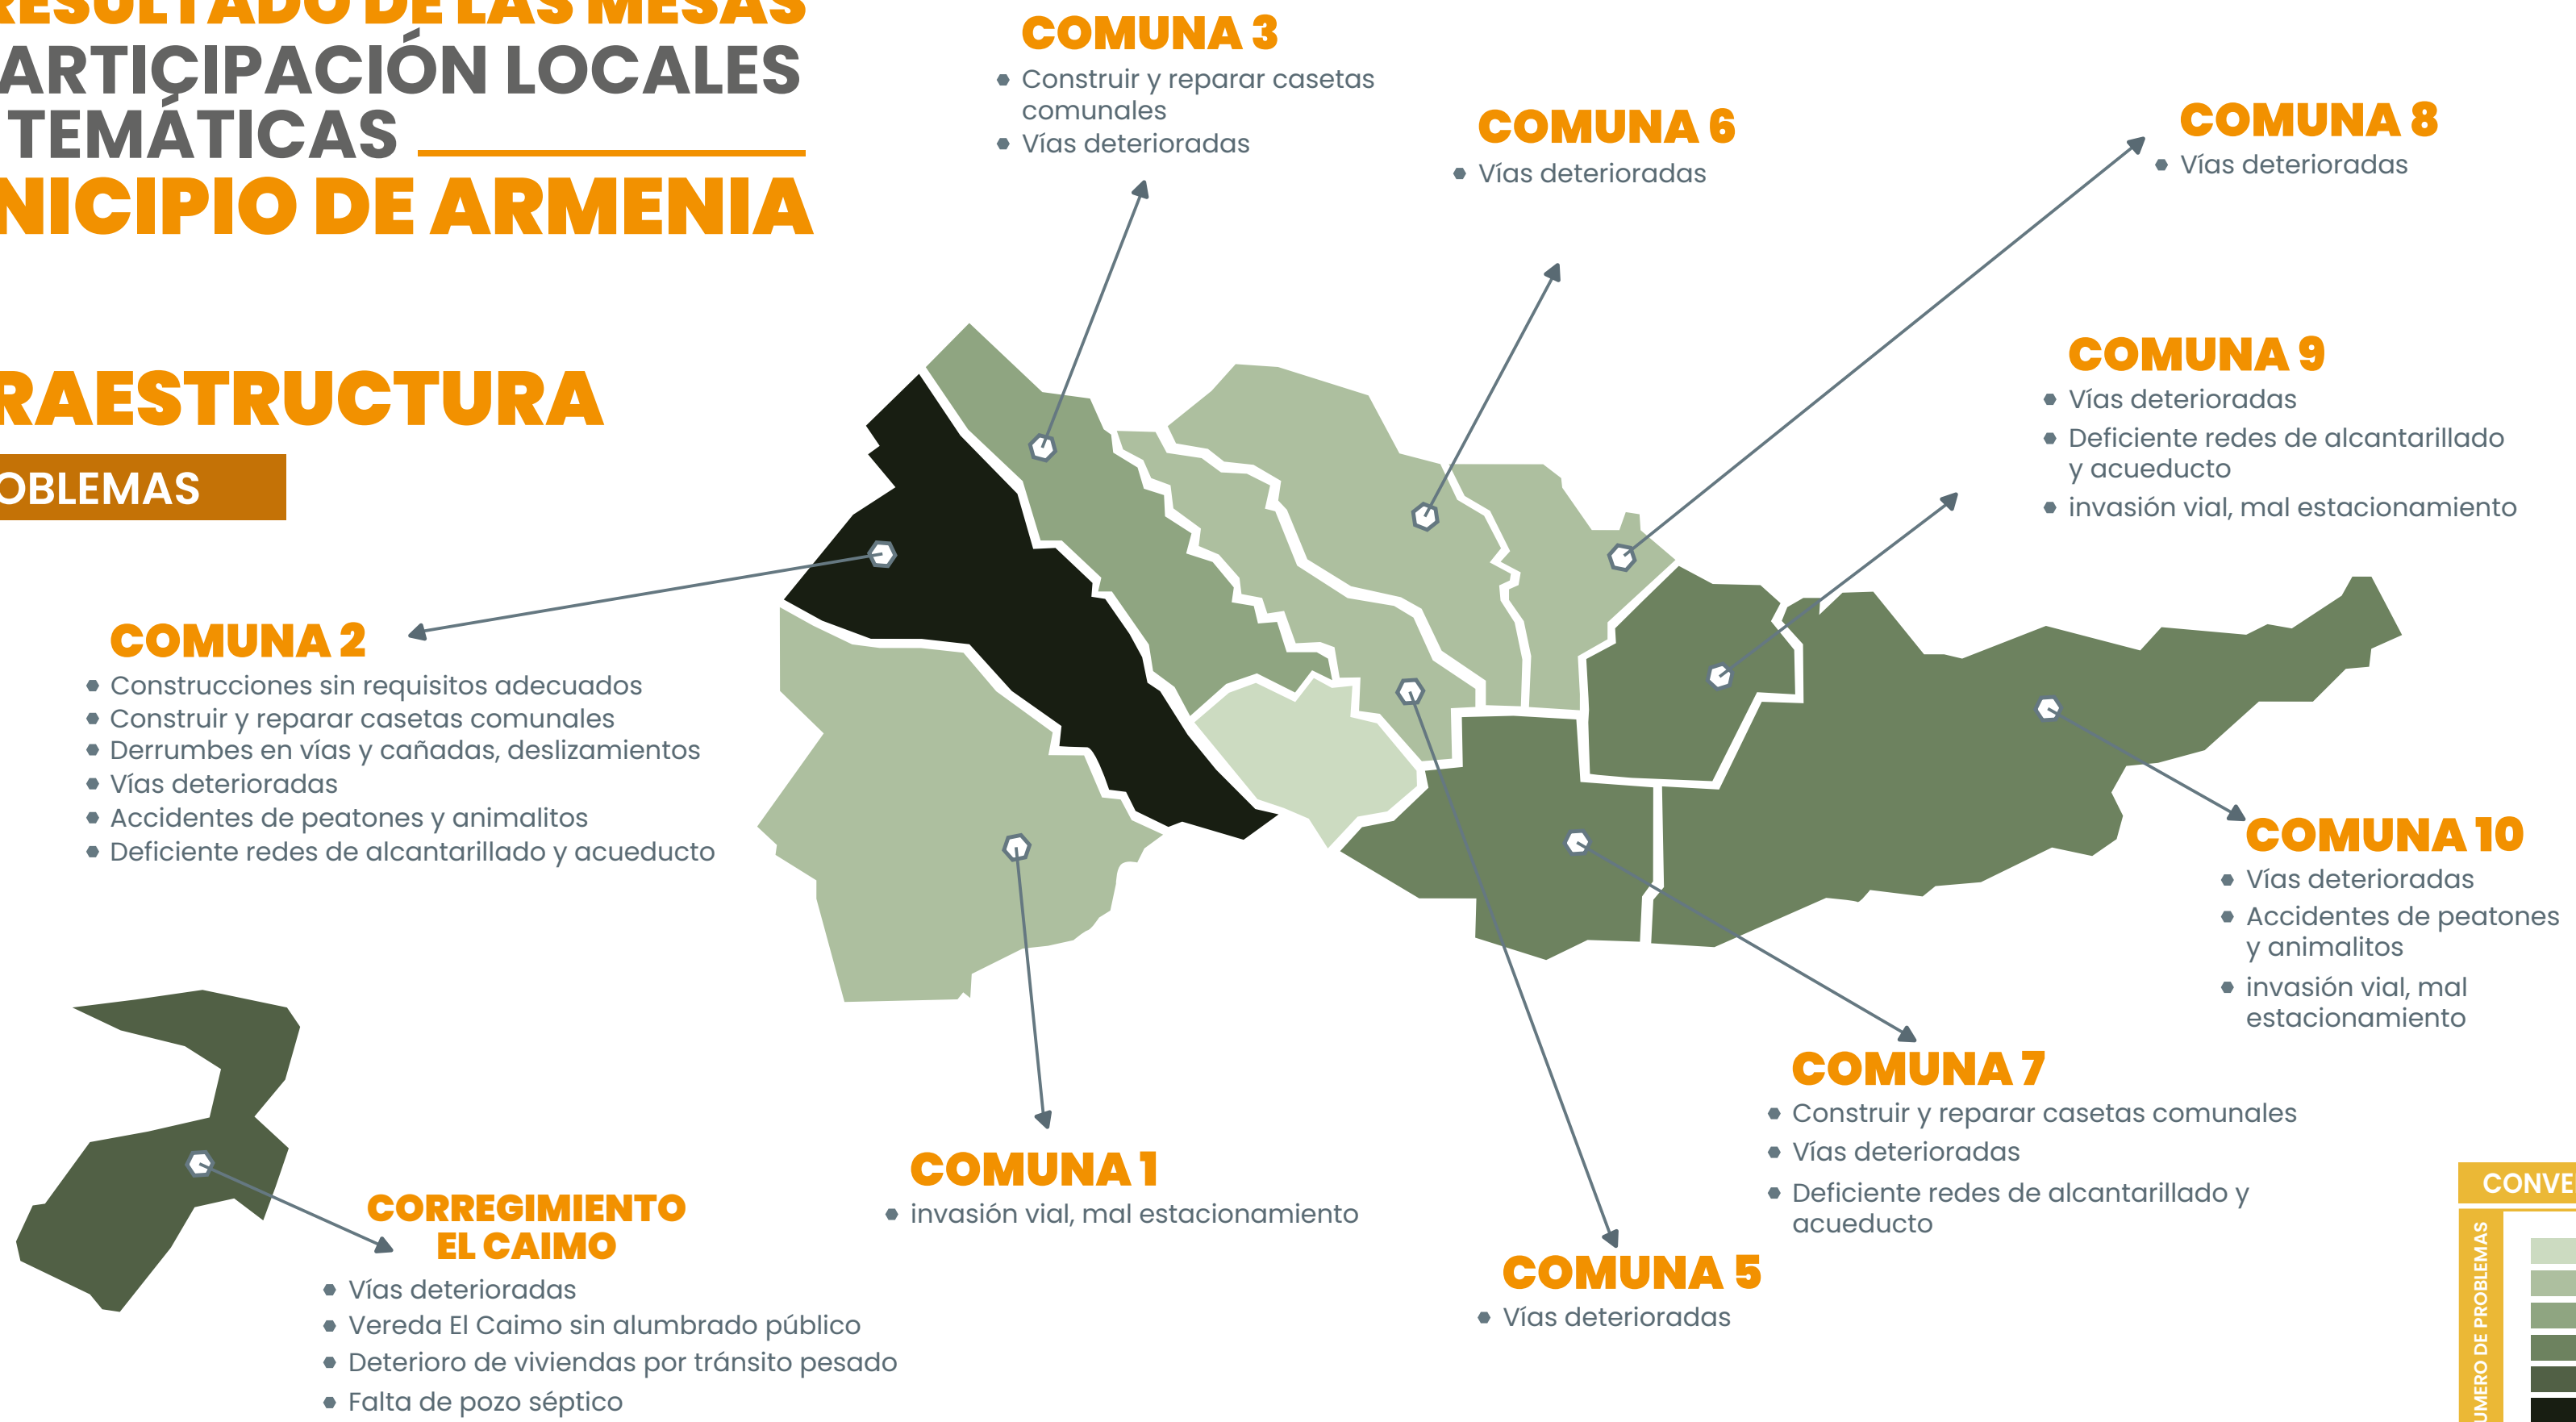 RESULTADO DE LAS MESAS
ARTICIPACIÓN LOCALES
TEMÁTICAS
NICIPIO DE ARMENIA
RAESTRUCTURA
OBLEMAS
COMUNA 3
Construir y reparar casetas
comunales
Vías deterioradas
COMUNA 6
Vías deterioradas
COMUNA 8
Vías deterioradas
COMUNA 9
Vías deterioradas
Deficiente redes de alcantarillado
y acueducto
invasión vial, mal estacionamiento
COMUNA 2
Construcciones sin requisitos adecuados
Construir y reparar casetas comunales
Derrumbes en vías y cañadas, deslizamientos
Vías deterioradas
Accidentes de peatones y animalitos
Deficiente redes de alcantarillado y acueducto
COMUNA 10
Vías deterioradas
Accidentes de peatones
y animalitos
invasión vial, mal
estacionamiento
COMUNA 7
Construir y reparar casetas comunales
Vías deterioradas
Deficiente redes de alcantarillado y
acueducto
COMUNA 1
invasión vial, mal estacionamiento
COMUNA 5
Vías deterioradas
CORREGIMIENTO
EL CAIMO
Vías deterioradas
Vereda El Caimo sin alumbrado público
Deterioro de viviendas por tránsito pesado
Falta de pozo séptico
CONVE
UMERO DE PROBLEMAS